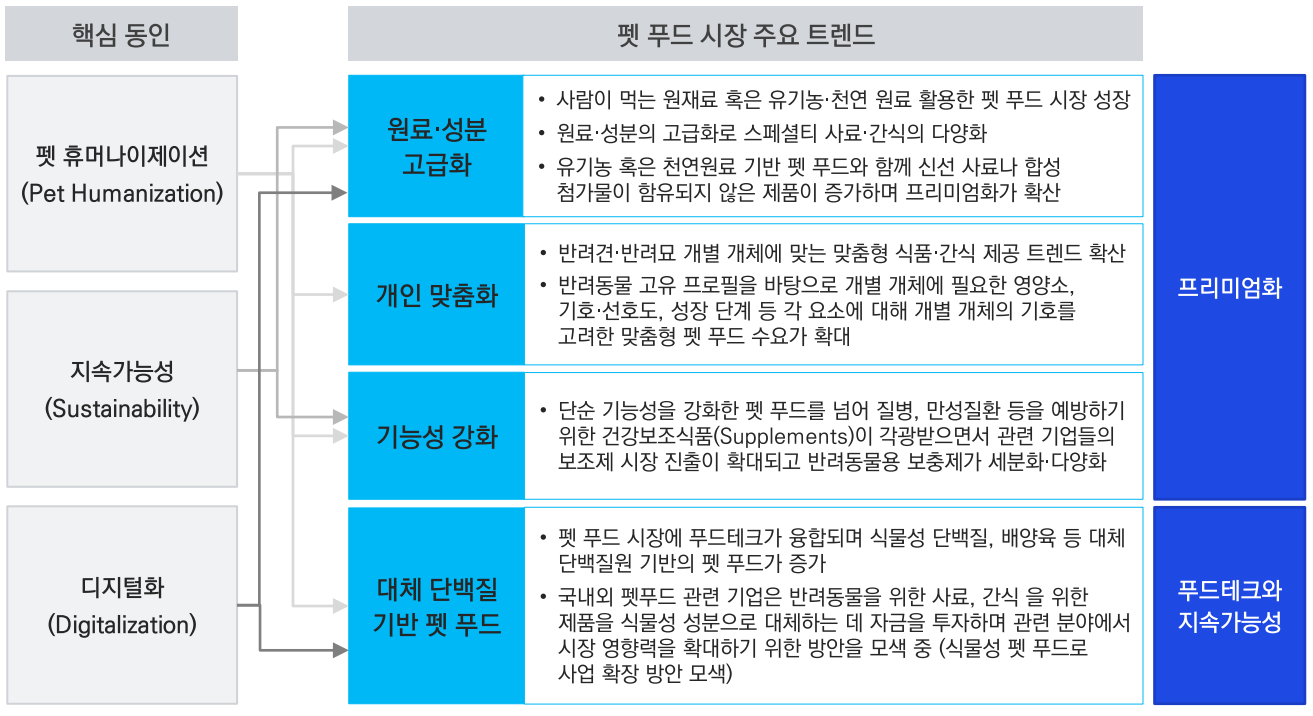 핵심 동인
펫 푸드 시장 주요 트렌드
펫 휴머나이제이션
(Pet Humanization)
지속가능성
(Sustainability)
디지털화
(Digitalization)
원료·성분
고급화
• 사람이 먹는 원재료 혹은 유기농·천연 원료 활용한 펫 푸드 시장 성장
• 원료·성분의 고급화로 스페셜티 사료·간식의 다양화
• 유기농 혹은 천연원료 기반 펫 푸드와 함께 신선 사료나 합성
첨가물이 함유되지 않은 제품이 증가하며 프리미엄화가 확산
개인 맞춤화
• 반려견·반려묘 개별 개체에 맞는 맞춤형 식품·간식 제공 트렌드 확산
• 반려동물 고유 프로필을 바탕으로 개별 개체에 필요한 영양소,
기호·선호도, 성장 단계 등 각 요소에 대해 개별 개체의 기호를
고려한 맞춤형 펫 푸드 수요가 확대
기능성 강화
• 단순 기능성을 강화한 펫 푸드를 넘어 질병, 만성질환 등을 예방하기
위한 건강보조식품(Supplements)이 각광받으면서 관련 기업들의
보조제 시장 진출이 확대되고 반려동물용 보충제가 세분화·다양화
프리미엄화
대체 단백질
기반 펫 푸드
• 펫 푸드 시장에 푸드테크가 융합되며 식물성 단백질, 배양육 등 대체
단백질원 기반의 펫 푸드가 증가
• 국내외 펫푸드 관련 기업은 반려동물을 위한 사료, 간식 을 위한
제품을 식물성 성분으로 대체하는 데 자금을 투자하며 관련 분야에서
시장 영향력을 확대하기 위한 방안을 모색 중 (식물성 펫 푸드로
사업 확장 방안 모색)
푸드테크와
지속가능성